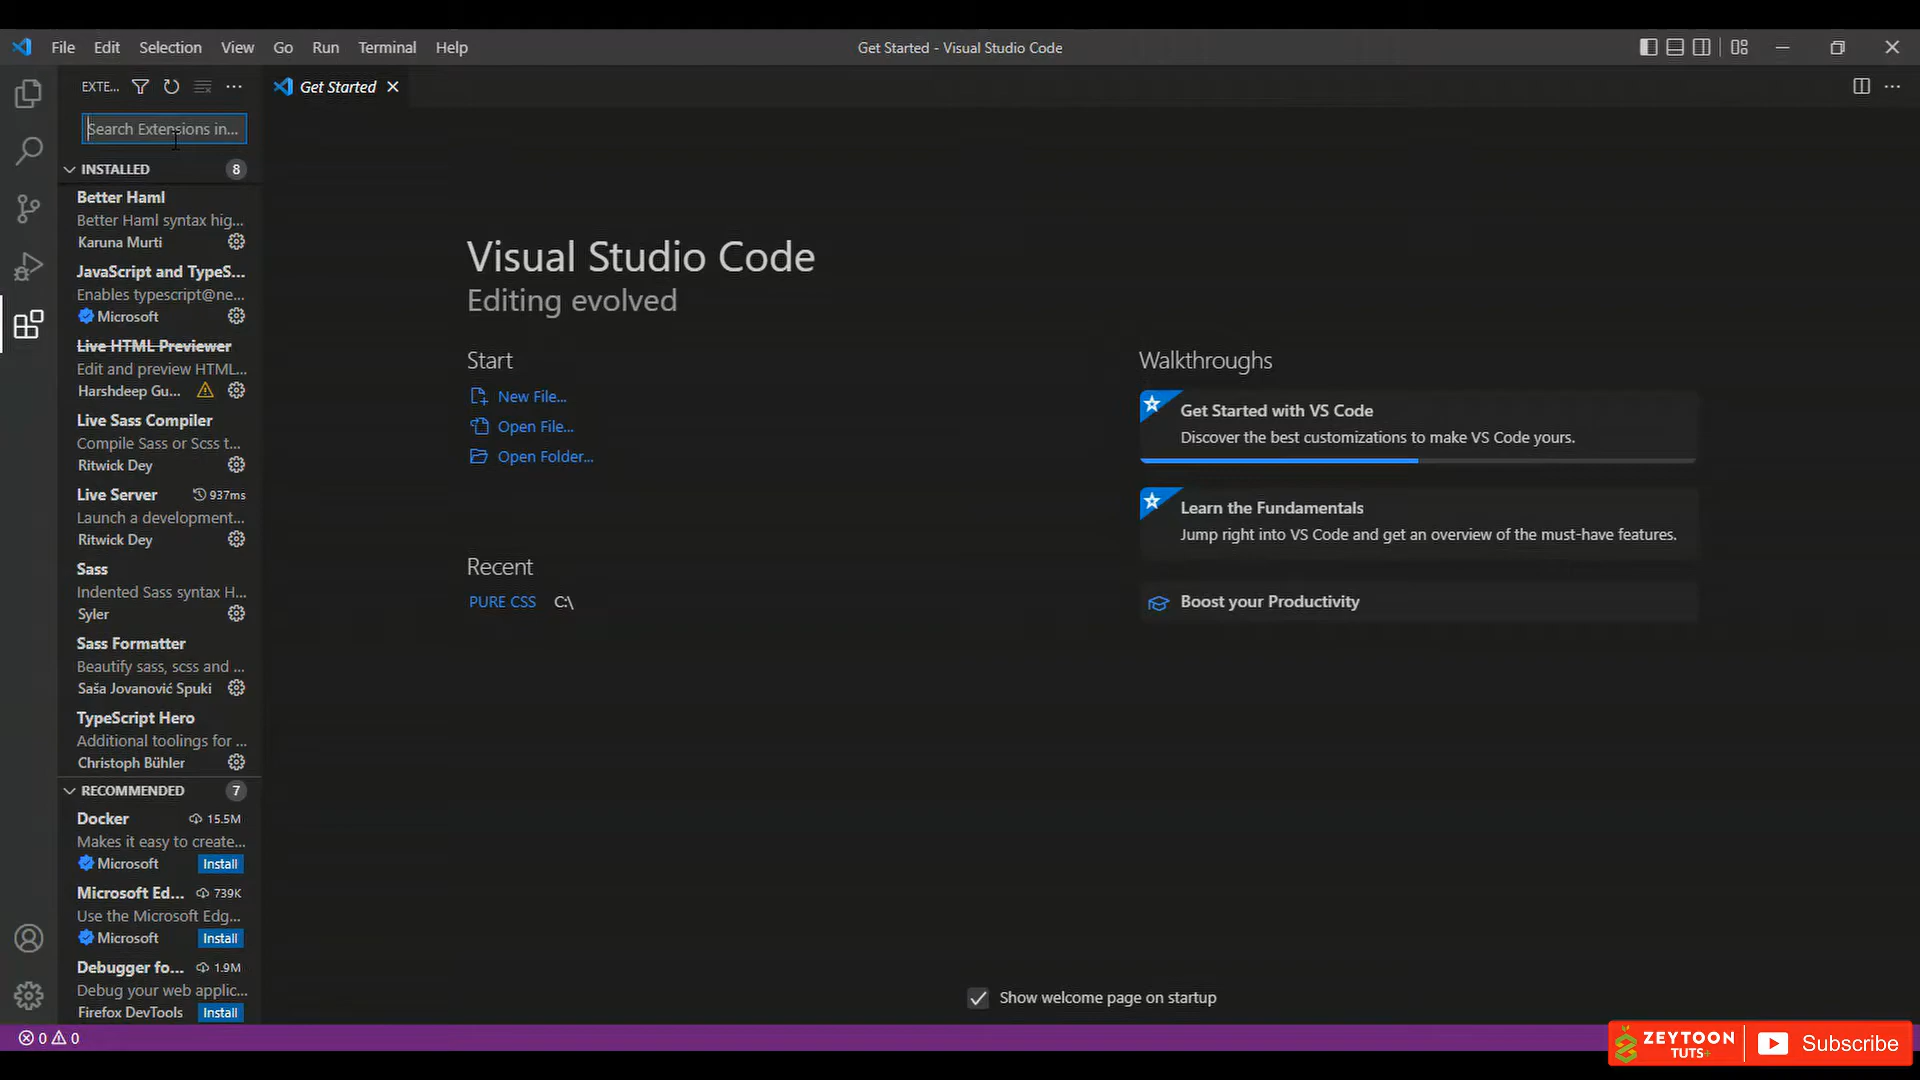 File Edit Selection View Go Run Terminal Help
Get Started - Visual Studio Code
EXTE...
Get Started
Search Extensions in...
INSTALLED 8
Better Haml
Better Haml syntax hig...
Karuna Murti
JavaScript and TypeS...
Enables typescript@ne...
Microsoft
Live HTML Previewer
Edit and preview HTML...
Harshdeep Gu...
Live Sass Compiler
Compile Sass or Scss t...
Ritwick Dey
Live Server 937ms
Launch a development...
Ritwick Dey
Sass
Indented Sass syntax H...
Syler
Sass Formatter
Beautify sass, scss and ...
Saša Jovanović Spuki
TypeScript Hero
Additional toolings for ...
Christoph Bühler
RECOMMENDED 7
Docker 15.5M
Makes it easy to create...
Microsoft Install
Microsoft Ed... 739K
Use the Microsoft Edg...
Microsoft Install
Debugger fo... 1.9M
Debug your web applic...
Firefox DevTools Install
Visual Studio Code
Editing evolved
Start
New File...
Open File...
Open Folder...
Recent
PURE CSS C:\
Walkthroughs
Get Started with VS Code
Discover the best customizations to make VS Code yours.
Learn the Fundamentals
Jump right into VS Code and get an overview of the must-have features.
Boost your Productivity
Show welcome page on startup
0 0
ZEYTOON
TUTS+
Subscribe